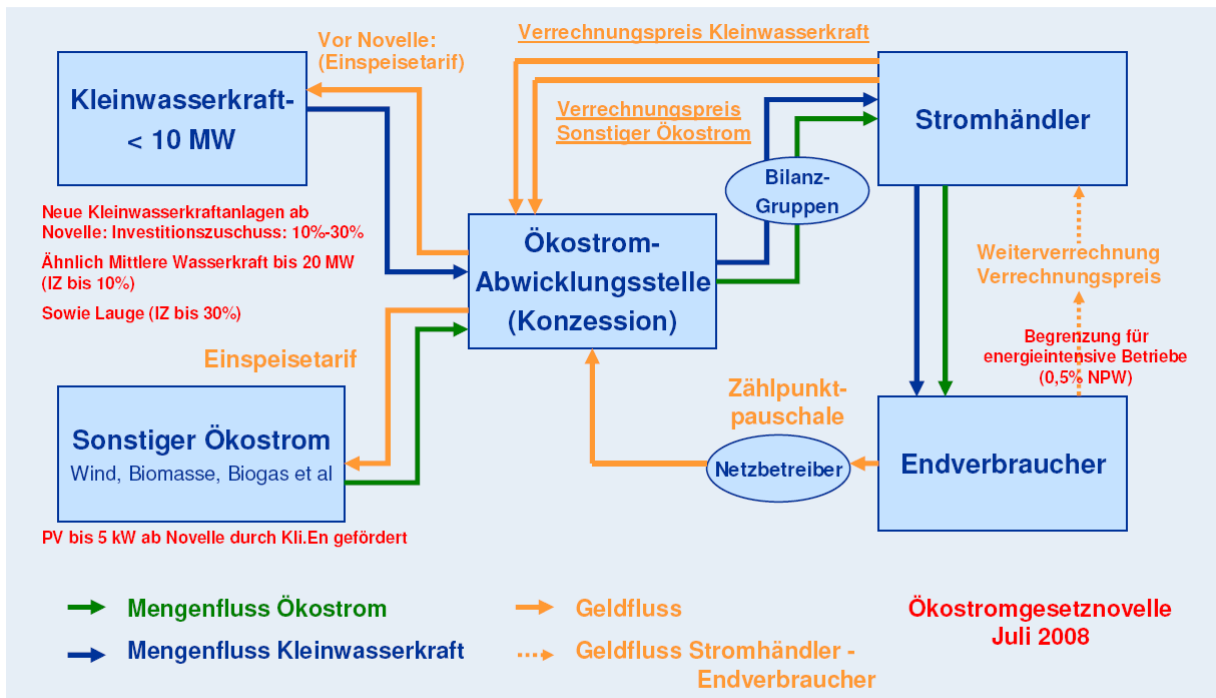 Vor Novelle:
(Einspeisetarif)
Verrechnungspreis Kleinwasserkraft
Kleinwasserkraft-
< 10 MW
Verrechnungspreis
Sonstiger Ökostrom
Stromhändler
Bilanz-
Gruppen
Neue Kleinwasserkraftanlagen ab
Novelle: Investitionszuschuss: 10%-30%
Ähnlich Mittlere Wasserkraft bis 20 MW
(IZ bis 10%)
Sowie Lauge (IZ bis 30%)
Ökostrom-
Abwicklungsstelle
(Konzession)
Weiterverrechnung
Verrechnungspreis
Begrenzung für
energieintensive Betriebe
(0,5% NPW)
Einspeisetarif
Zählpunkt-
pauschale
Sonstiger Ökostrom
Wind, Biomasse, Biogas et al
Netzbetreiber
Endverbraucher
PV bis 5 kW ab Novelle durch Kli.En gefördert
Mengenfluss Ökostrom
Mengenfluss Kleinwasserkraft
Geldfluss
Geldfluss Stromhändler -
Endverbraucher
Ökostromgesetznovelle
Juli 2008